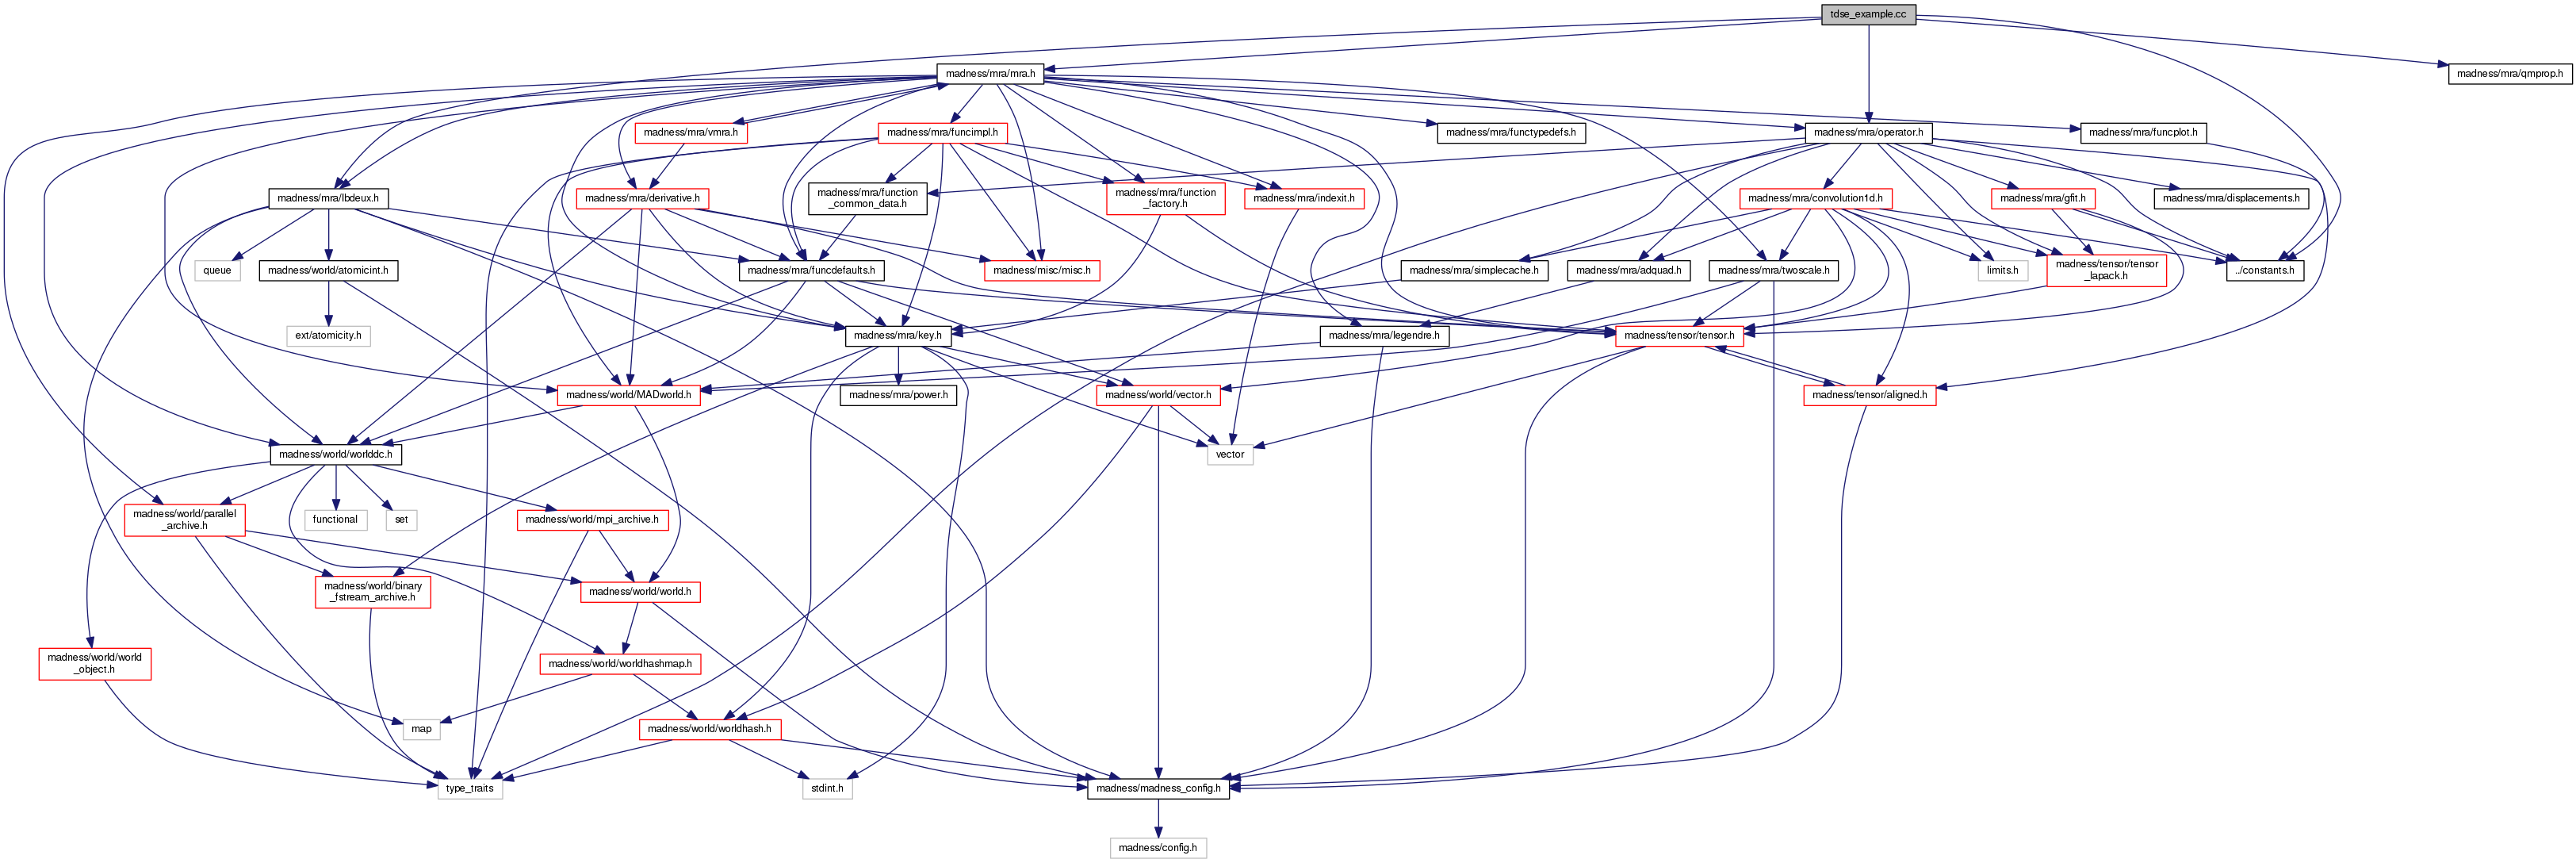 tdse_example.cc
madness/mra/mra.h
madness/mra/qmprop.h
madness/mra/vmra.h
madness/mra/funcimpl.h
madness/mra/functypedefs.h
madness/mra/operator.h
madness/mra/funcplot.h
madness/mra/lbdeux.h
madness/mra/derivative.h
madness/mra/function
_common_data.h
madness/mra/function
_factory.h
madness/mra/indexit.h
madness/mra/convolution1d.h
madness/mra/gfit.h
madness/mra/displacements.h
queue
madness/world/atomicint.h
madness/mra/funcdefaults.h
madness/misc/misc.h
madness/mra/simplecache.h
madness/mra/adquad.h
madness/mra/twoscale.h
limits.h
madness/tensor/tensor
_lapack.h
../constants.h
ext/atomicity.h
madness/mra/key.h
madness/mra/legendre.h
madness/tensor/tensor.h
madness/world/MADworld.h
madness/mra/power.h
madness/world/vector.h
madness/tensor/aligned.h
madness/world/worlddc.h
vector
madness/world/parallel
_archive.h
functional
set
madness/world/mpi_archive.h
madness/world/binary
_fstream_archive.h
madness/world/world.h
madness/world/world
_object.h
madness/world/worldhashmap.h
map
madness/world/worldhash.h
type_traits
stdint.h
madness/madness_config.h
madness/config.h